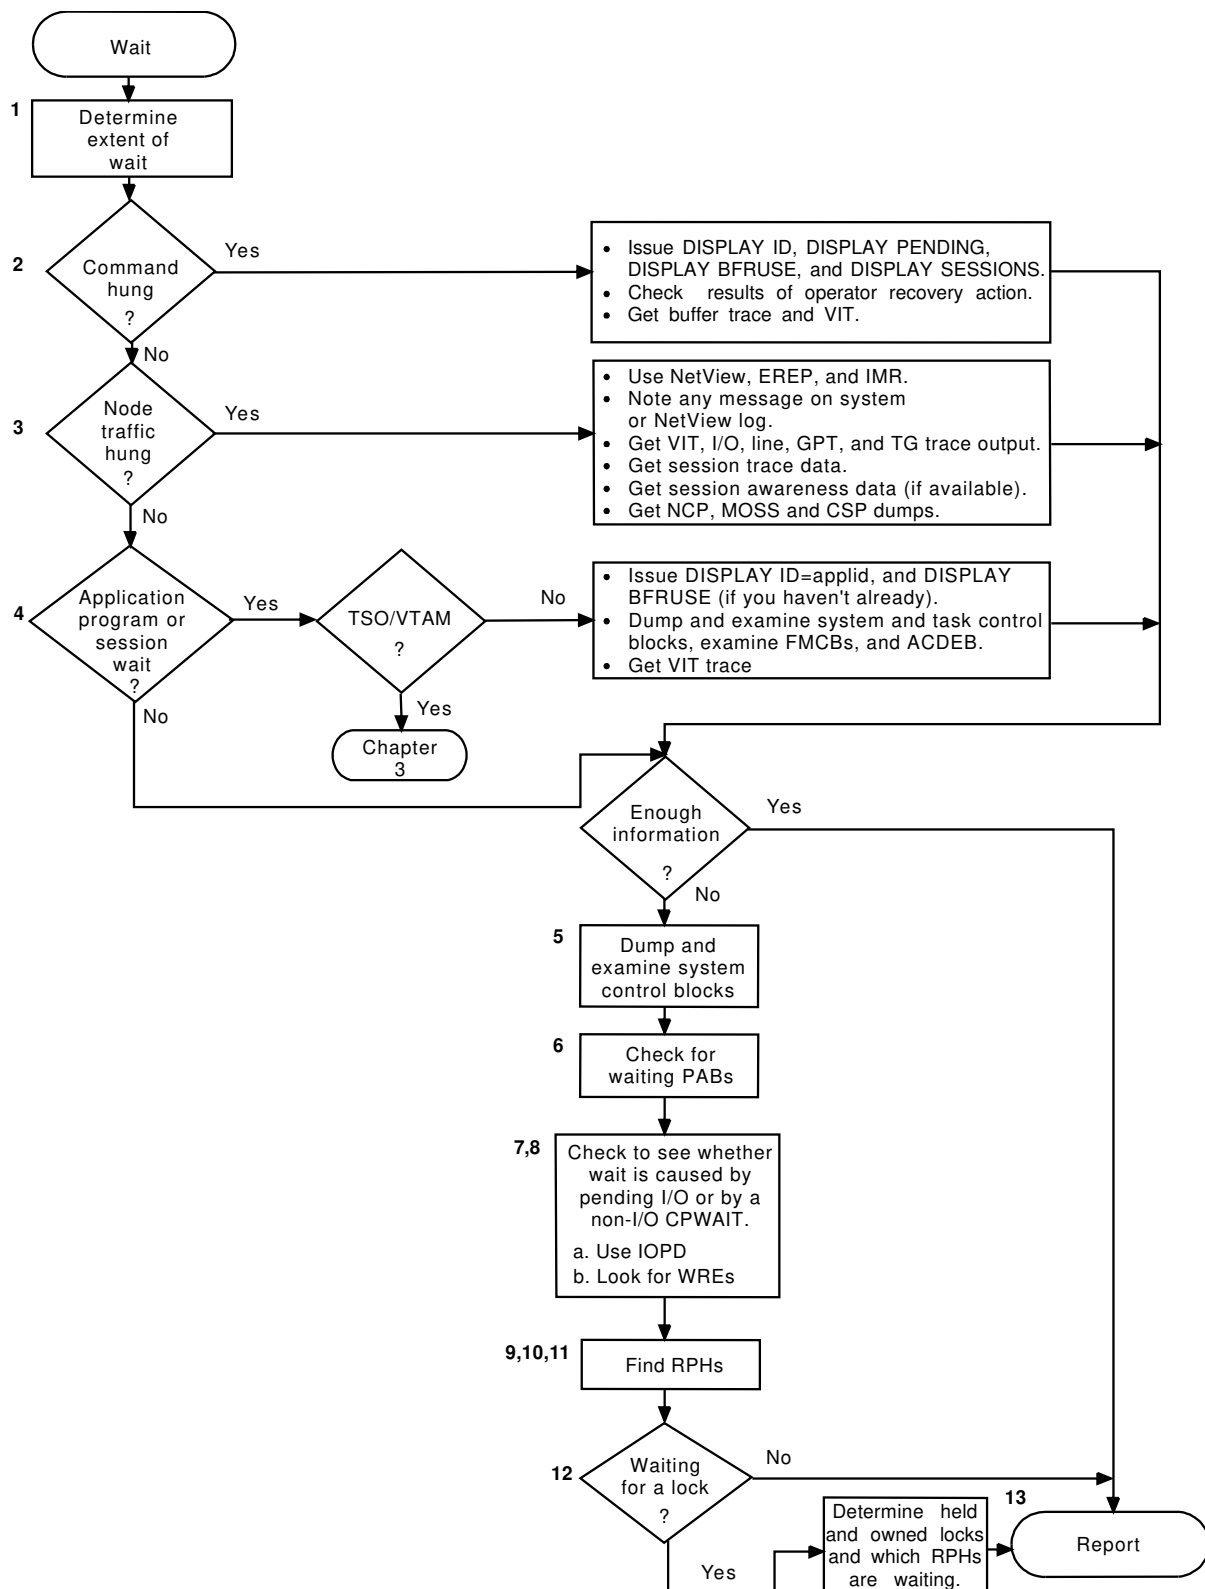 Wait
1
Determine
extent of
wait
2
Command
hung
?
Yes
• Issue DISPLAY ID, DISPLAY PENDING,
DISPLAY BFRUSE, and DISPLAY SESSIONS.
• Check results of operator recovery action.
• Get buffer trace and VIT.
No
3
Node
traffic
hung
?
Yes
• Use NetView, EREP, and IMR.
• Note any message on system
or NetView log.
• Get VIT, I/O, line, GPT, and TG trace output.
• Get session trace data.
• Get session awareness data (if available).
• Get NCP, MOSS and CSP dumps.
No
4
Application
program or
session
wait
?
Yes
TSO/VTAM
?
No
• Issue DISPLAY ID=applid, and DISPLAY
BFRUSE (if you haven't already).
• Dump and examine system and task control
blocks, examine FMCBs, and ACDEB.
• Get VIT trace
No
Yes
Chapter
3
Enough
information
?
Yes
No
5
Dump and
examine system
control blocks
6
Check for
waiting PABs
7,8
Check to see whether
wait is caused by
pending I/O or by a
non-I/O CPWAIT.
a. Use IOPD
b. Look for WREs
9,10,11
Find RPHs
12
Waiting
for a lock
?
No
Yes
Determine held
and owned locks
and which RPHs
are waiting.
13
Report